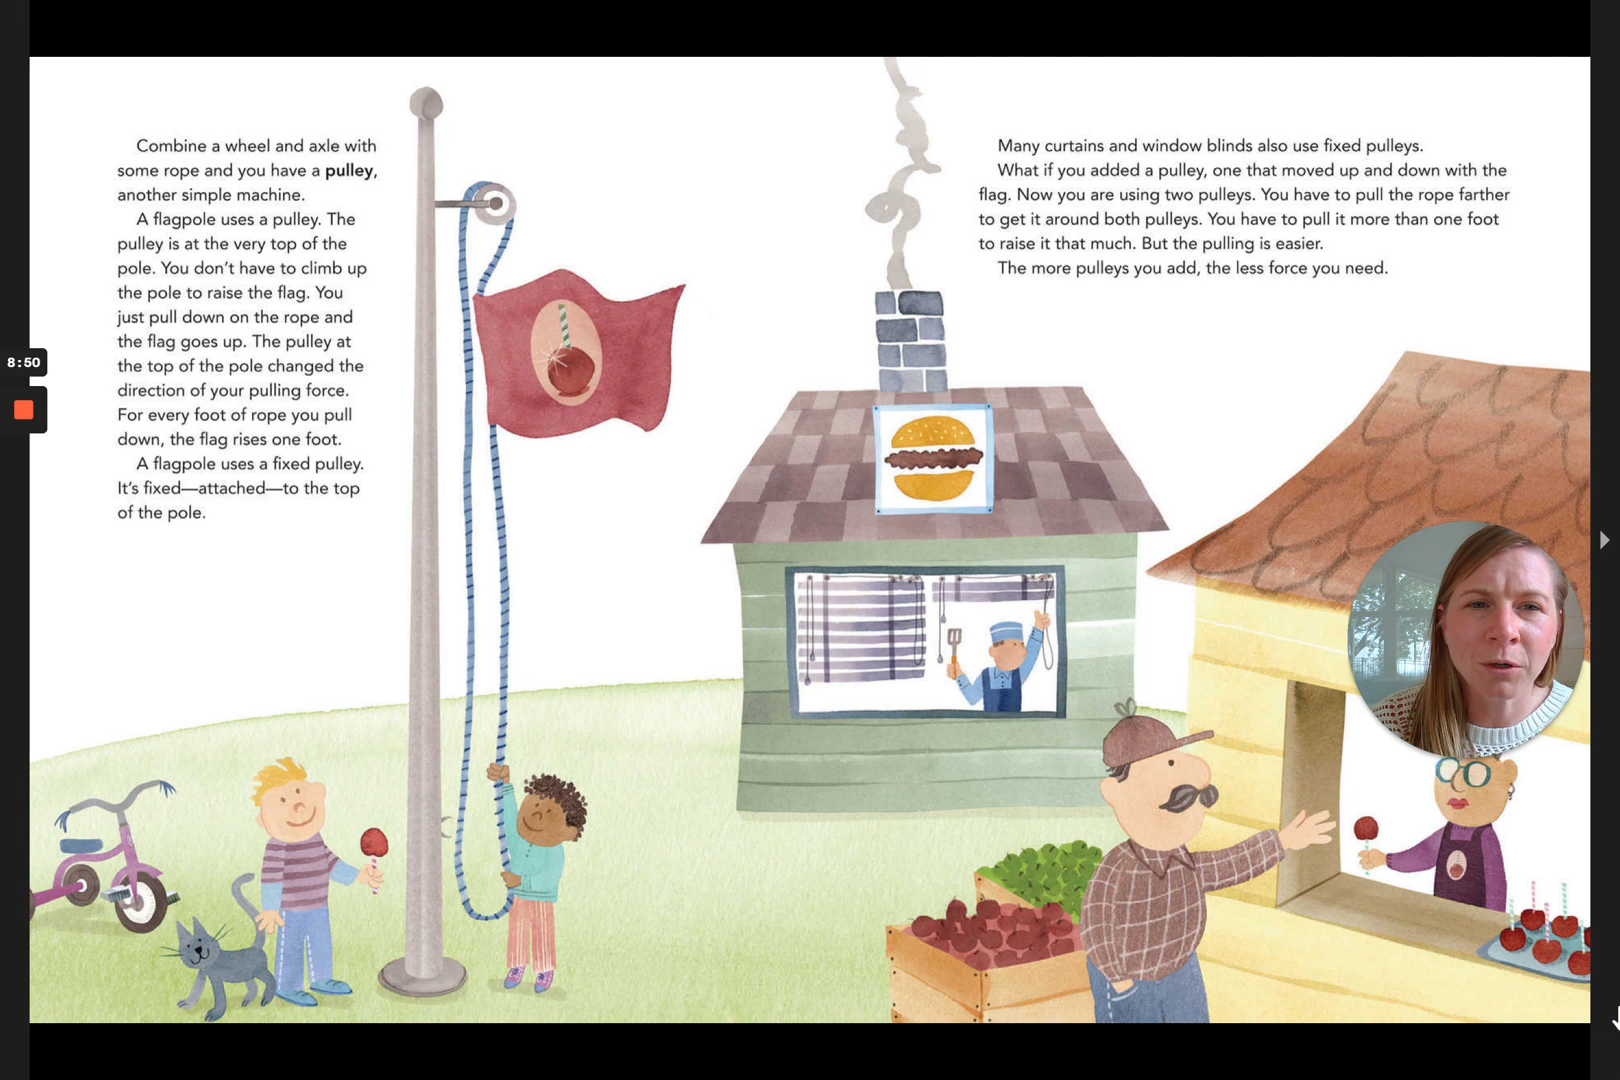 Combine a wheel and axle with
some rope and you have a pulley,
another simple machine.
A flagpole uses a pulley. The
pulley is at the very top of the
pole. You don't have to climb up
the pole to raise the flag. You
just pull down on the rope and
the flag goes up. The pulley at
the top of the pole changed the
direction of your pulling force.
For every foot of rope you pull
down, the flag rises one foot.
A flagpole uses a fixed pulley.
It's fixed—attached—to the top
of the pole.
Many curtains and window blinds also use fixed pulleys.
What if you added a pulley, one that moved up and down with the
flag. Now you are using two pulleys. You have to pull the rope farther
to get it around both pulleys. You have to pull it more than one foot
to raise it that much. But the pulling is easier.
The more pulleys you add, the less force you need.
8:50